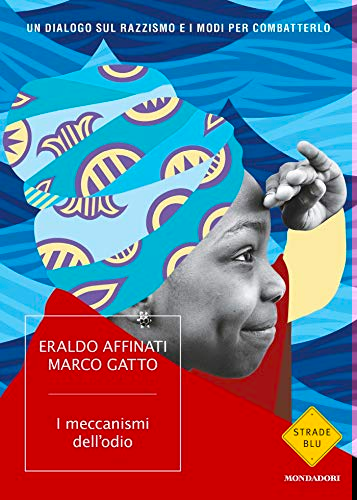 UN DIALOGO SUL RAZZISMO E I MODI PER COMBATTERLO
ERALDO AFFINATI
MARCO GATTO
I meccanismi
dell'odio
STRADE
BLU
MONDADORI